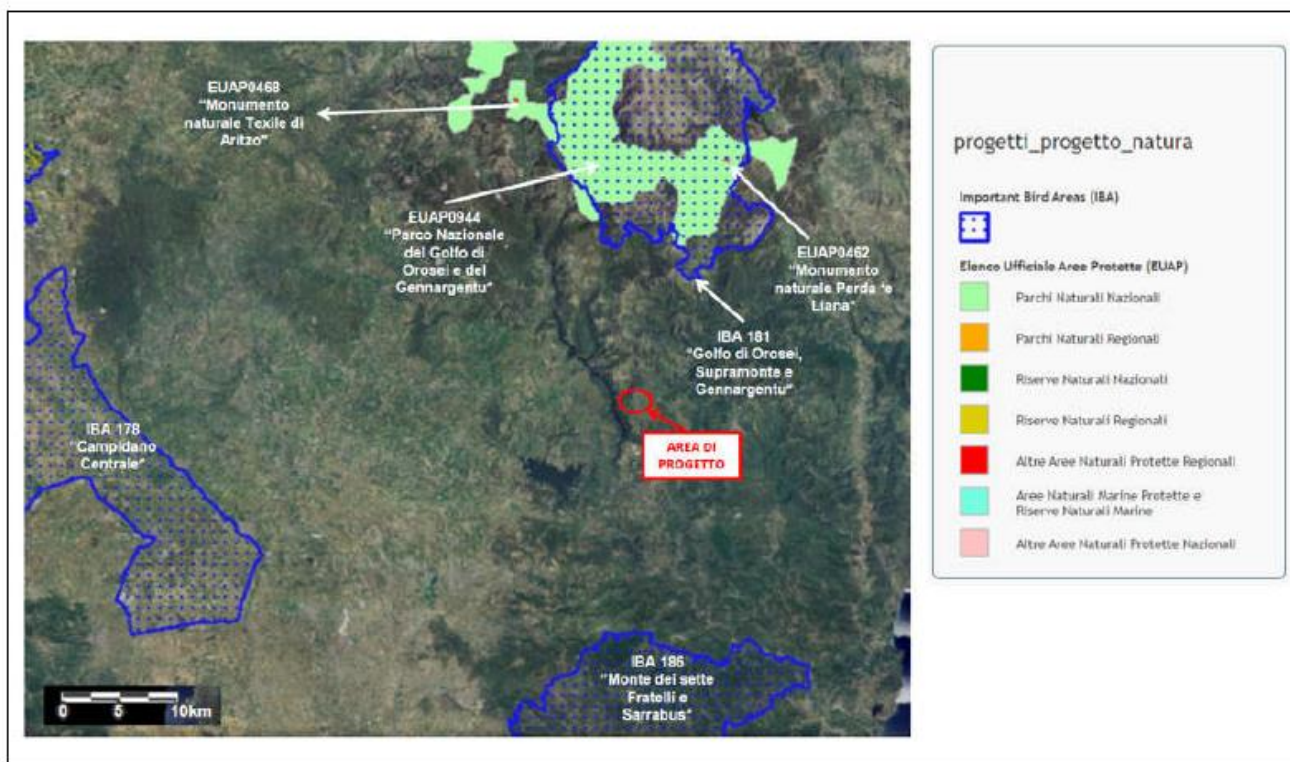 EUAP0468
"Monumento
naturale Texile di
Aritzo"
EUAP0944
"Parco Nazionale
del Golfo di
Orosei e del
Gennargentu"
EUAP0462
"Monumento
naturale Perda 'e
Liana"
IBA 181
"Golfo di Orosei,
Supramonte e
Gennargentu"
AREA DI
PROGETTO
IBA 178
"Campidano
Centrale"
IBA 186
"Monte dei sette
Fratelli e
Sarrabus"
0 5 10km
progetti_progetto_natura
Important Bird Areas (IBA)
Elenco Ufficiale Aree Protette (EUAP)
Parchi Naturali Nazionali
Parchi Naturali Regionali
Riserve Naturali Nazionali
Riserve Naturali Regionali
Altre Aree Naturali Protette Regionali
Aree Naturali Marine Protette e
Riserve Naturali Marine
Altre Aree Naturali Protette Nazionali